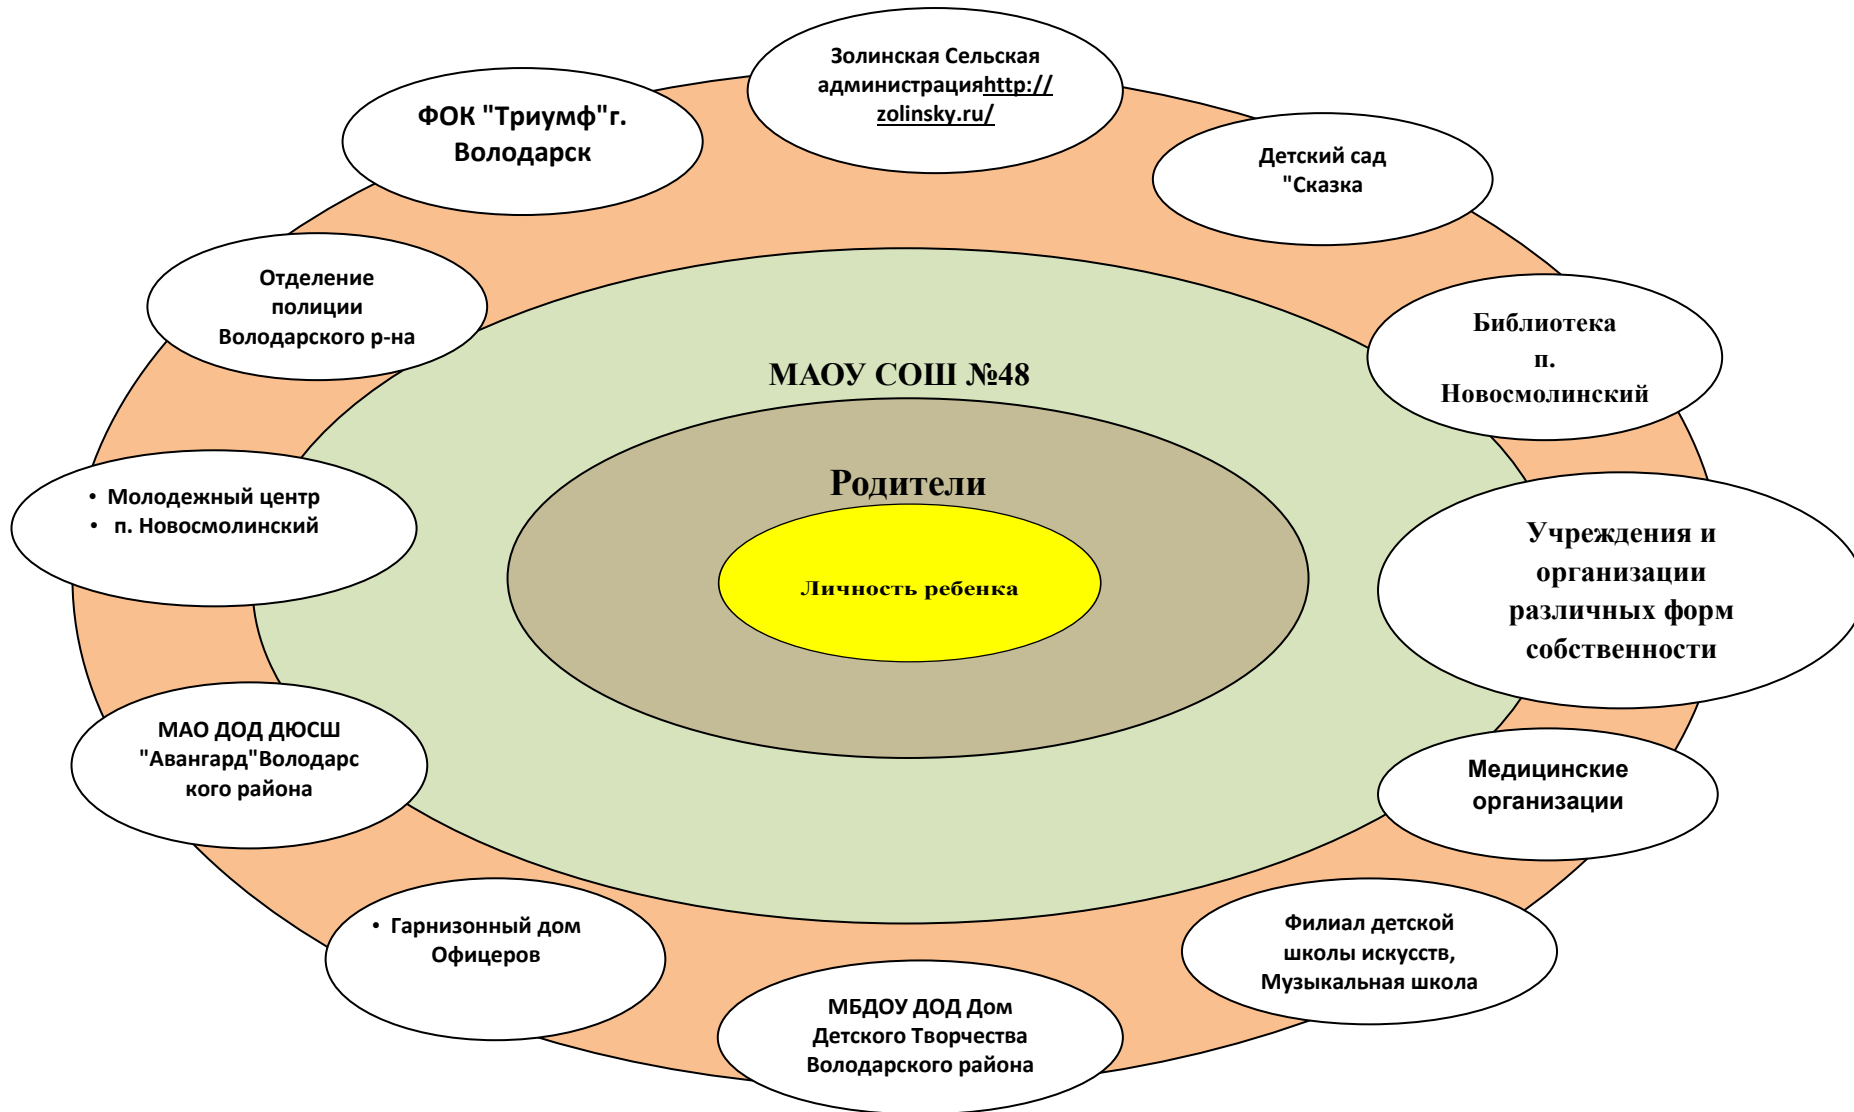 Золинская Сельская
администрацияhttp://
zolinsky.ru/
ФОК "Триумф"г.
Володарск
Детский сад
"Сказка
Отделение
полиции
Володарского р-на
Библиотека
п.
Новосмолинский
МАОУ СОШ №48
Родители
Личность ребенка
• Молодежный центр
• п. Новосмолинский
Учреждения и
организации
различных форм
собственности
МАО ДОД ДЮСШ
"Авангард"Володарс
кого района
Медицинские
организации
• Гарнизонный дом
Офицеров
Филиал детской
школы искусств,
Музыкальная школа
МБДОУ ДОД Дом
Детского Творчества
Володарского района